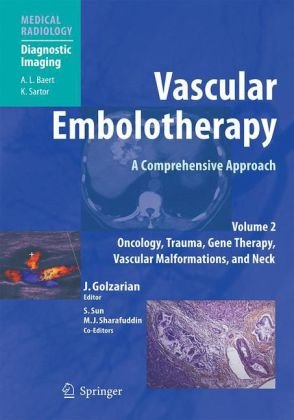 MEDICAL
RADIOLOGY
Diagnostic
Imaging
A. L. Baert
K. Sartor
Vascular
Embolotherapy
A Comprehensive Approach
Volume 2
Oncology, Trauma, Gene Therapy,
Vascular Malformations, and Neck
J. Golzarian
Editor
S. Sun
M. J. Sharafuddin
Co-Editors
Springer